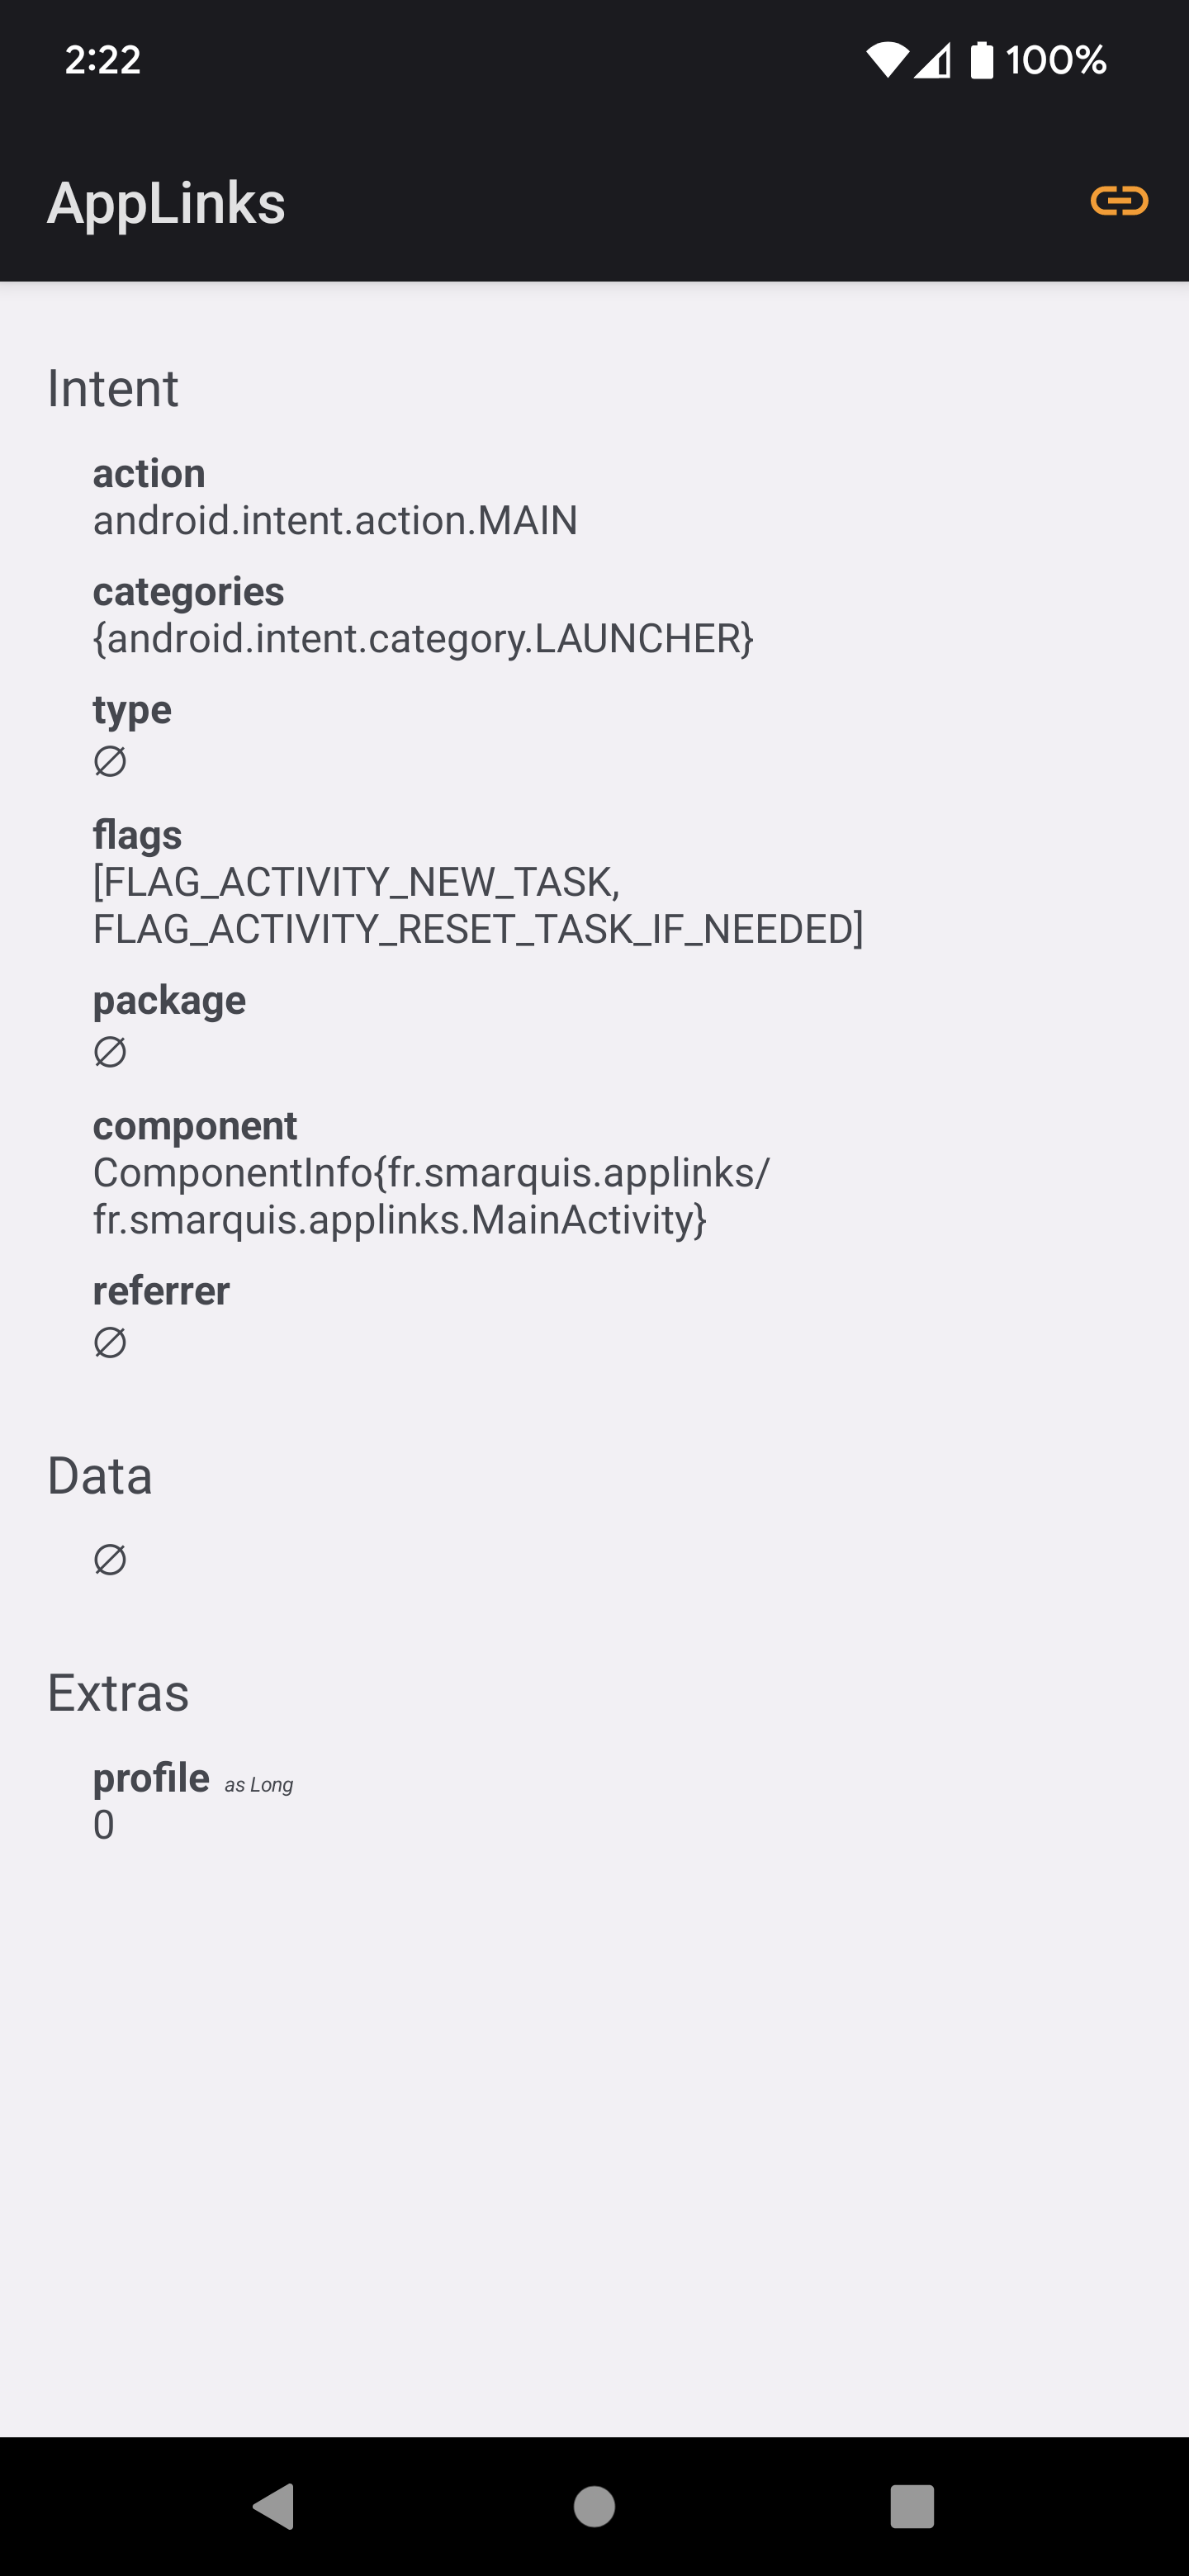 2:22
100%
AppLinks
Intent
action
android.intent.action.MAIN
categories
{android.intent.category.LAUNCHER}
type
∅
flags
[FLAG_ACTIVITY_NEW_TASK,
FLAG_ACTIVITY_RESET_TASK_IF_NEEDED]
package
∅
component
ComponentInfo{fr.smarquis.applinks/
fr.smarquis.applinks.MainActivity}
referrer
∅
Data
∅
Extras
profile as Long
0